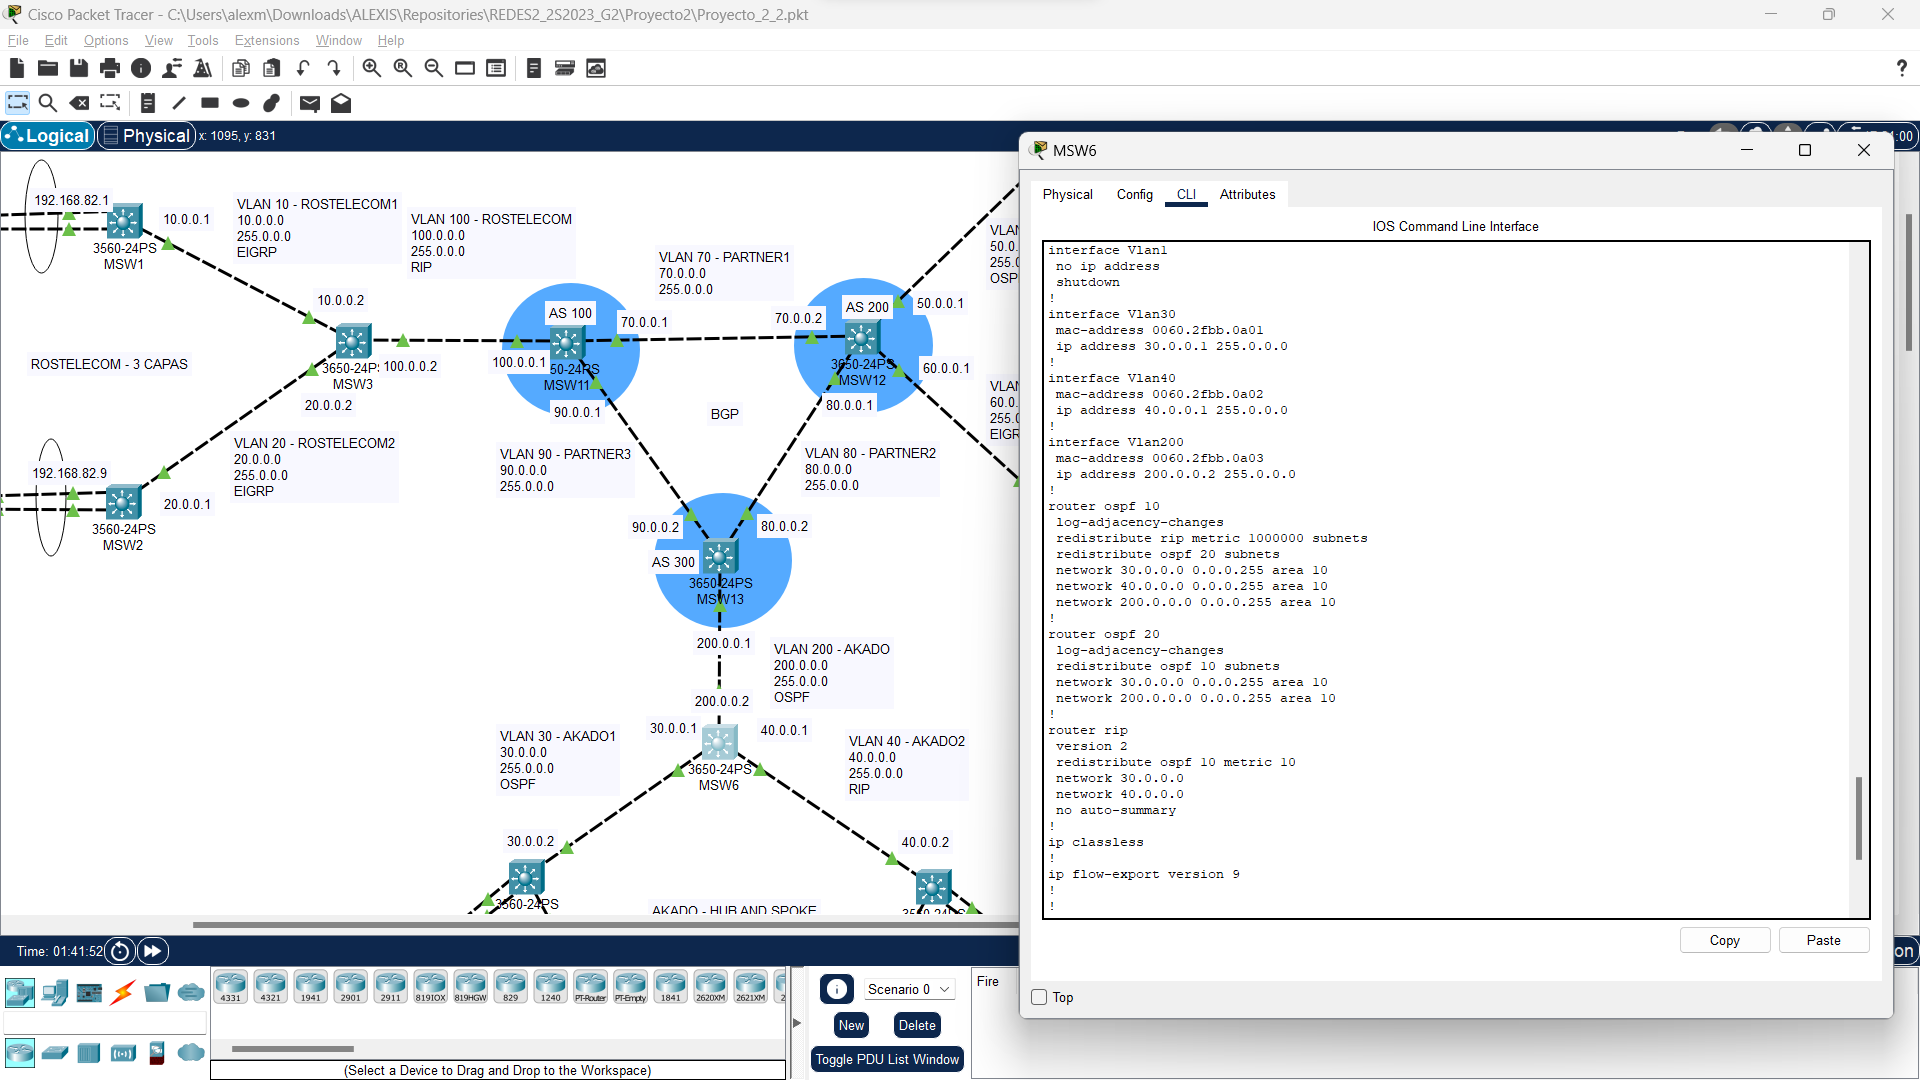 Cisco Packet Tracer - C:\Users\alexm\Downloads\ALEXIS\Repositories\REDES2_2S2023_G2\Proyecto2\Proyecto_2_2.pkt
File Edit Options View Tools Extensions Window Help
Logical Physical x: 1095, y: 831
192.168.82.1
3560-24PS
MSW1
10.0.0.1
VLAN 10 - ROSTELECOM1
10.0.0.0
255.0.0.0
EIGRP
VLAN 100 - ROSTELECOM
100.0.0.0
255.0.0.0
RIP
VLAN 70 - PARTNER1
70.0.0.0
255.0.0.0
10.0.0.2
AS 100
70.0.0.1
70.0.0.2
AS 200
50.0.0.1
ROSTELECOM - 3 CAPAS
MSW3
100.0.0.2
100.0.0.1
MSW11
3650-24PS
MSW12
60.0.0.1
20.0.0.2
90.0.0.1
BGP
80.0.0.1
VLAN 20 - ROSTELECOM2
20.0.0.0
255.0.0.0
EIGRP
192.168.82.9
20.0.0.1
3560-24PS
MSW2
VLAN 90 - PARTNER3
90.0.0.0
255.0.0.0
VLAN 80 - PARTNER2
80.0.0.0
255.0.0.0
90.0.0.2
80.0.0.2
AS 300
3650-24PS
MSW13
200.0.0.1
VLAN 200 - AKADO
200.0.0.0
255.0.0.0
OSPF
200.0.0.2
30.0.0.1
40.0.0.1
VLAN 30 - AKADO1
30.0.0.0
255.0.0.0
OSPF
3650-24PS
MSW6
VLAN 40 - AKADO2
40.0.0.0
255.0.0.0
RIP
30.0.0.2
40.0.0.2
3560-24PS
AKADO - HUB AND SPOKE
MSW6
Physical Config CLI Attributes
IOS Command Line Interface
interface Vlan1
no ip address
shutdown
!
interface Vlan30
mac-address 0060.2fbb.0a01
ip address 30.0.0.1 255.0.0.0
!
interface Vlan40
mac-address 0060.2fbb.0a02
ip address 40.0.0.1 255.0.0.0
!
interface Vlan200
mac-address 0060.2fbb.0a03
ip address 200.0.0.2 255.0.0.0
!
router ospf 10
log-adjacency-changes
redistribute rip metric 1000000 subnets
redistribute ospf 20 subnets
network 30.0.0.0 0.0.0.255 area 10
network 40.0.0.0 0.0.0.255 area 10
network 200.0.0.0 0.0.0.255 area 10
!
router ospf 20
log-adjacency-changes
redistribute ospf 10 subnets
network 30.0.0.0 0.0.0.255 area 10
network 200.0.0.0 0.0.0.255 area 10
!
router rip
version 2
redistribute ospf 10 metric 10
network 30.0.0.0
network 40.0.0.0
no auto-summary
!
ip classless
!
ip flow-export version 9
!
!
Copy Paste
Top
Time: 01:41:52
4331 4321 1941 2901 2911 819IOX 819HGW 829 1240 PT-Router PT-Empty 1841 2620XM 2621XM
(Select a Device to Drag and Drop to the Workspace)
Scenario 0
New Delete
Toggle PDU List Window
Fire